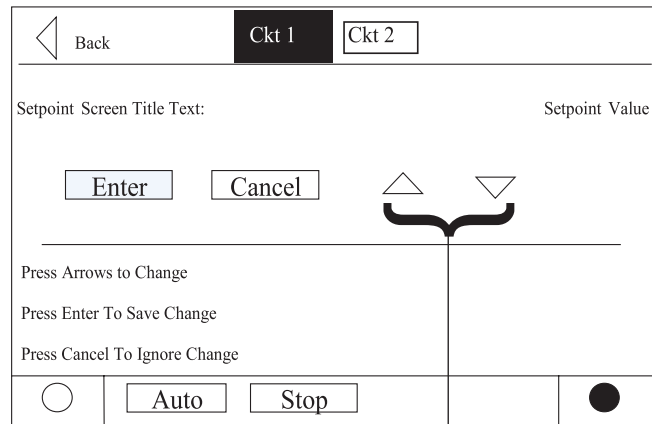 Back
Ckt 1
Ckt 2
Setpoint Screen Title Text:
Setpoint Value
Enter
Cancel
Press Arrows to Change
Press Enter To Save Change
Press Cancel To Ignore Change
Auto
Stop